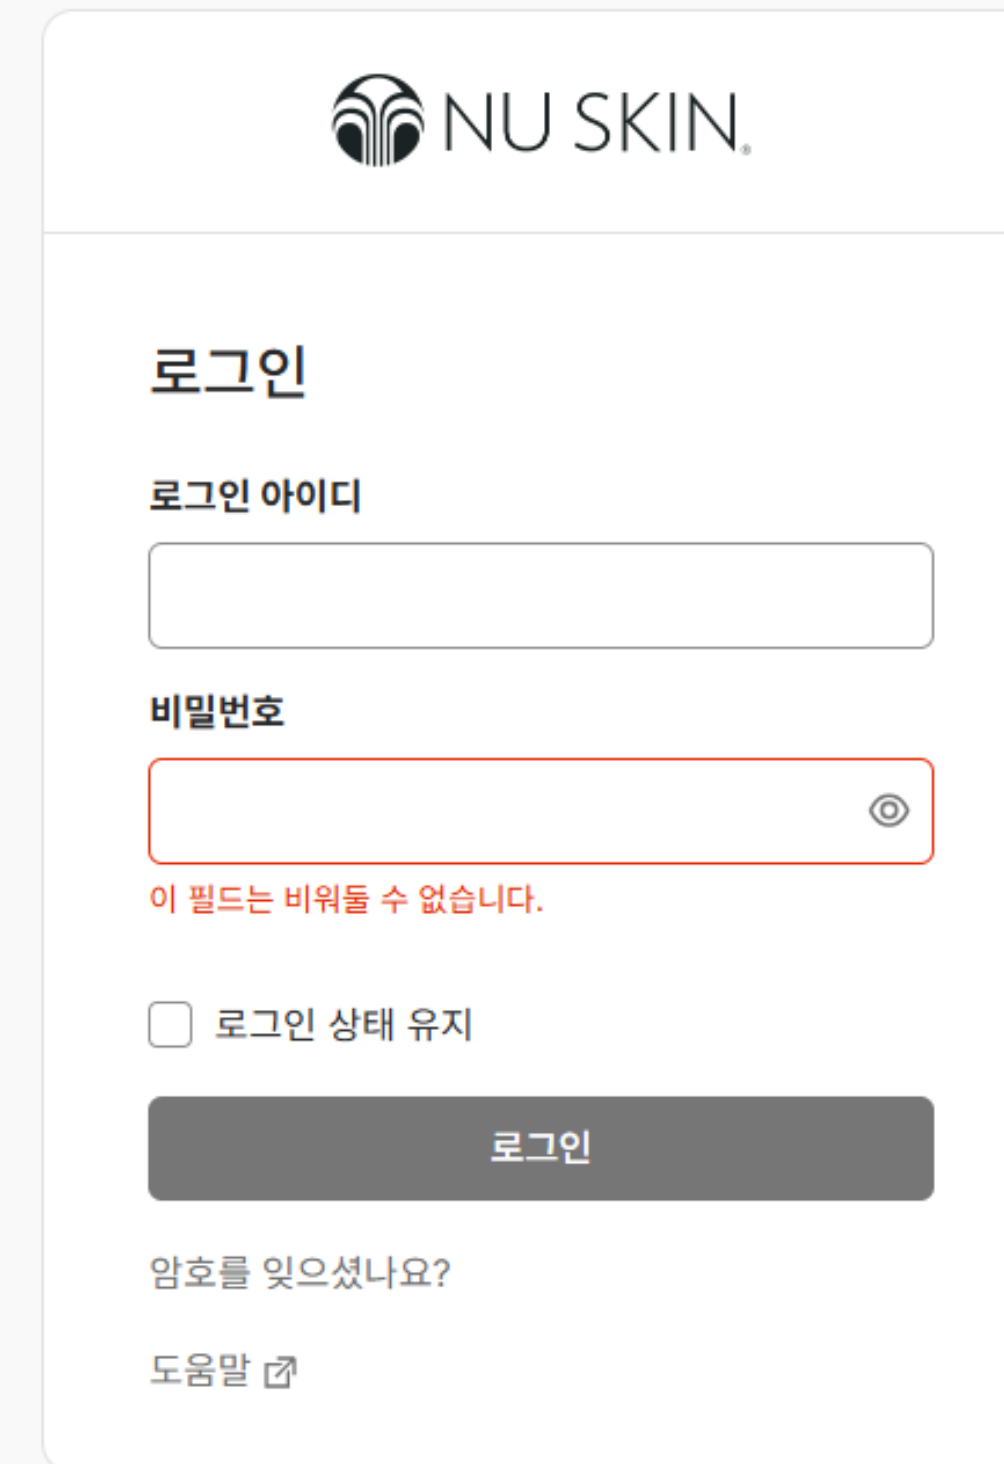 NU SKIN®
로그인
로그인 아이디
비밀번호
이 필드는 비워둘 수 없습니다.
로그인 상태 유지
로그인
암호를 잊으셨나요?
도움말